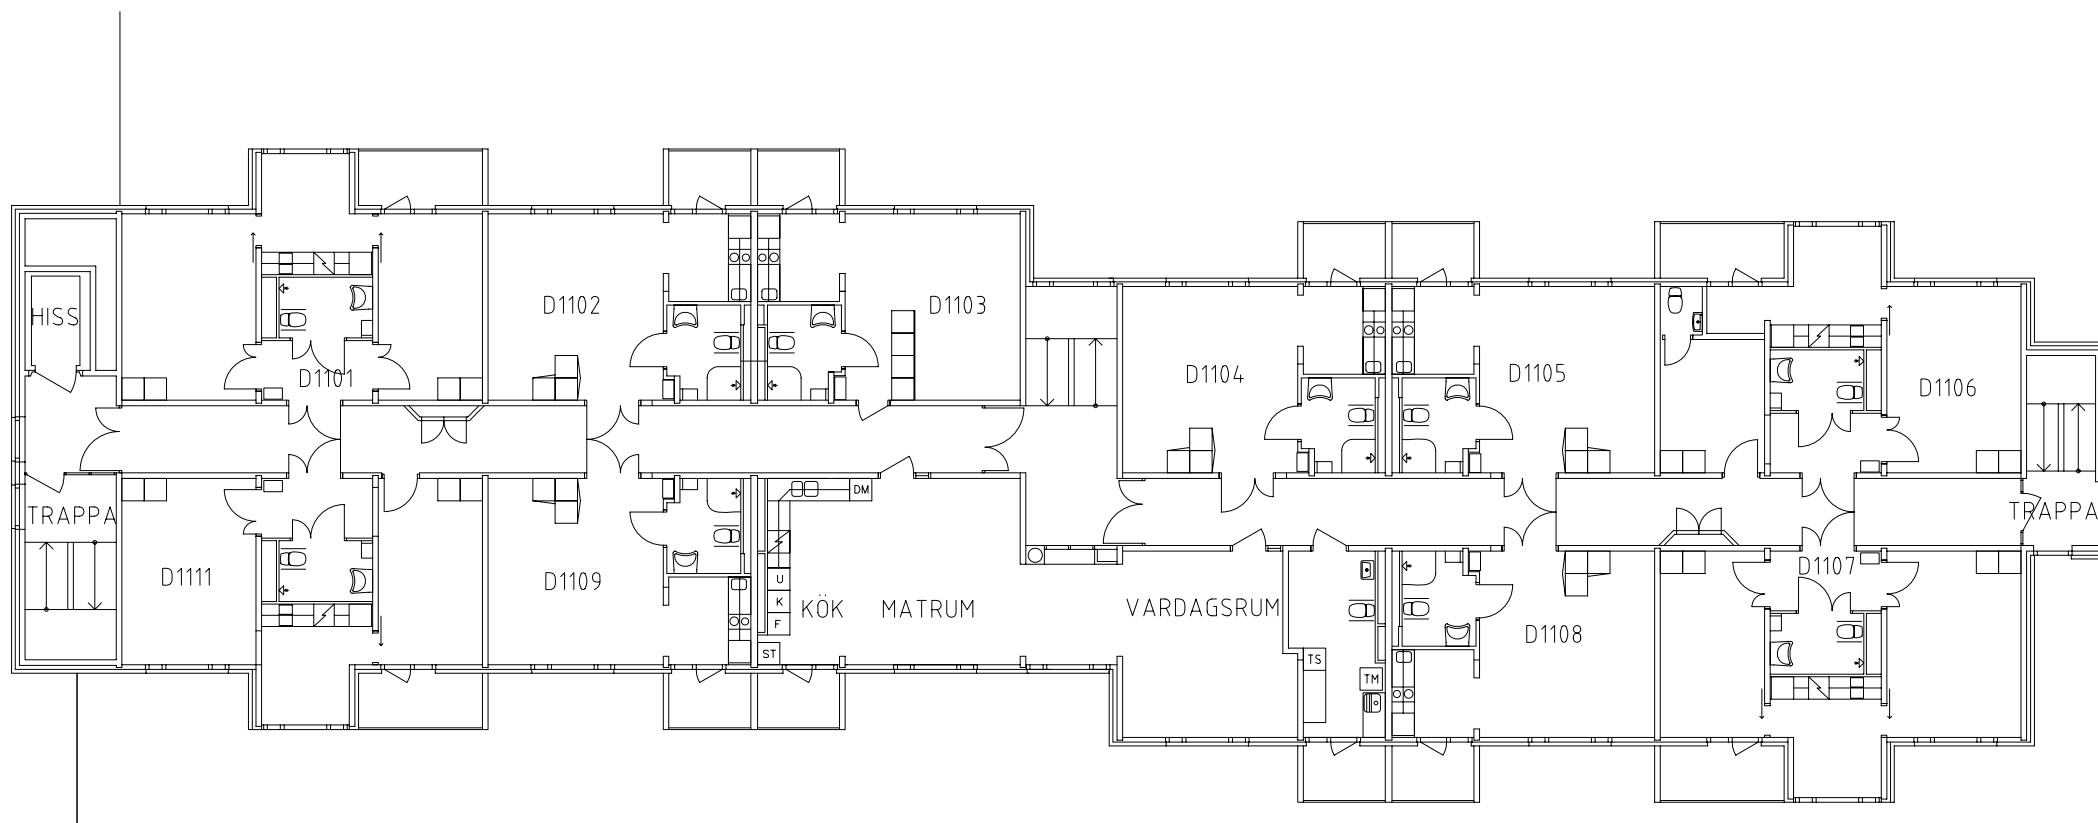 HISS
D1101
D1102
D1103
D1104
D1105
D1106
TRAPPA
D1111
D1109
DM
U
K
F
ST
KÖK
MATRUM
VARDAGSRUM
TS
TM
D1108
D1107
TRAPPA